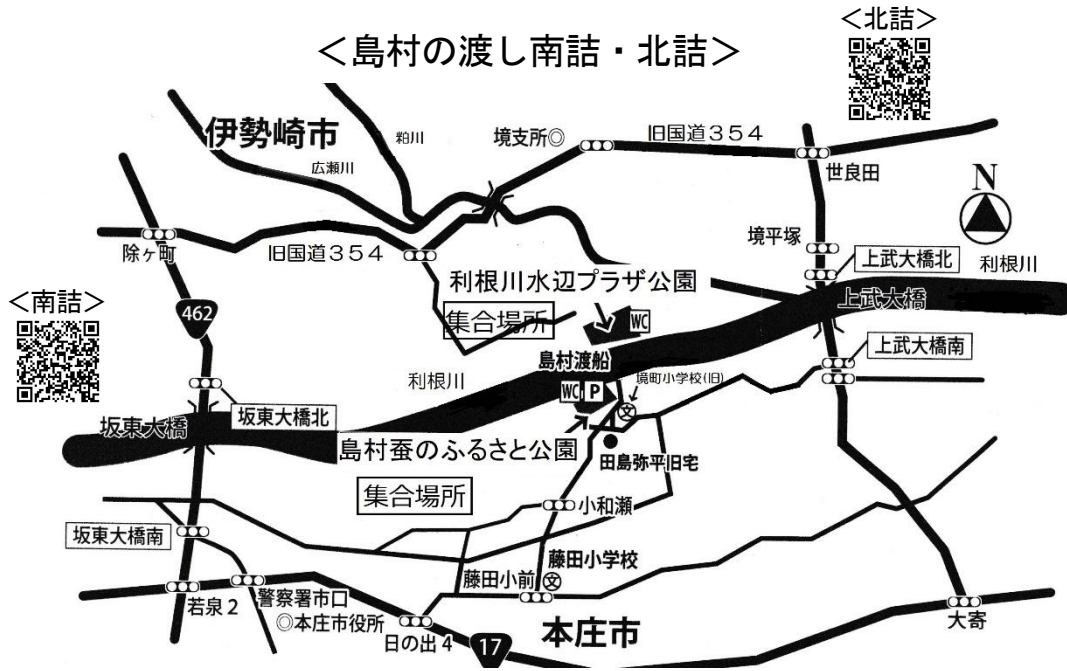 <北詰>
<島村の渡し南詰・北詰>
伊勢崎市
粕川
境支所◎
旧国道354
広瀬川
世良田
N
除ヶ町
旧国道354
境平塚
上武大橋北
利根川
利根川水辺プラザ公園
上武大橋
<南詰>
462
集合場所
WC
島村渡船
上武大橋南
利根川
境町小学校(旧)
WC
P
文
坂東大橋北
坂東大橋
島村蚕のふるさと公園
田島弥平旧宅
集合場所
小和瀬
坂東大橋南
藤田小学校
藤田小前
文
若泉2
警察署市口
◎本庄市役所
日の出4
17
本庄市
大寄